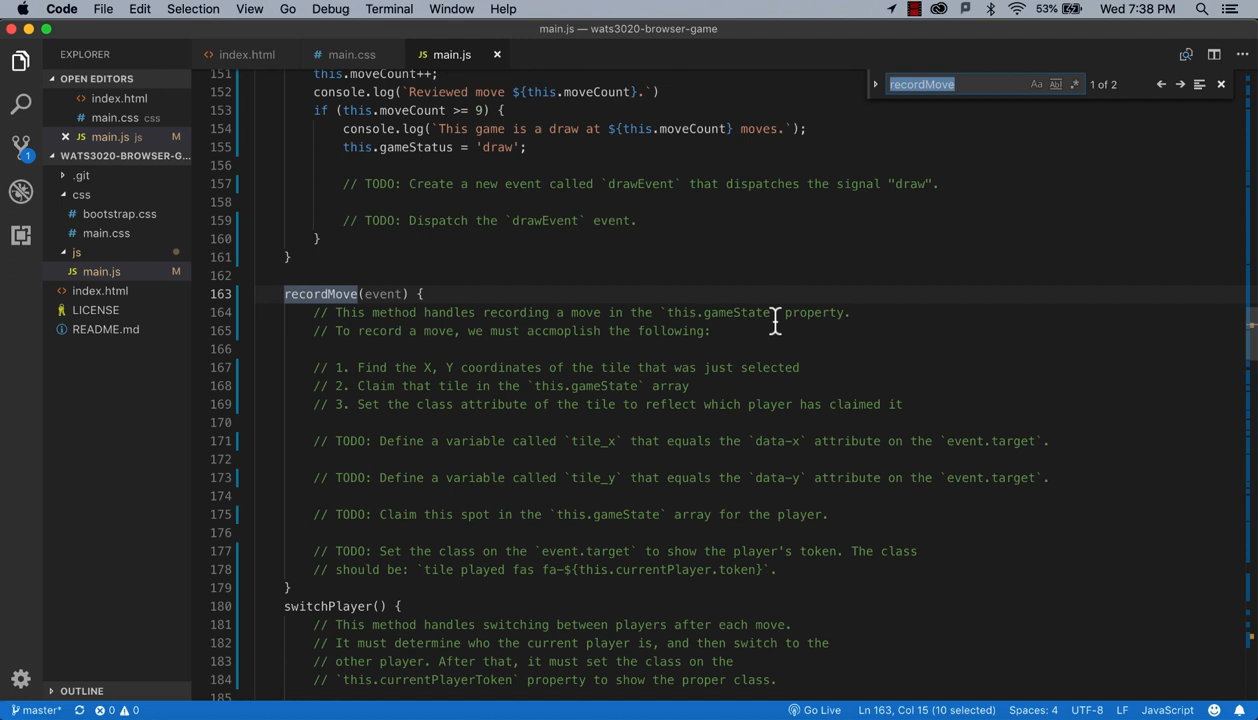 Code File Edit Selection View Go Debug Terminal Window Help 53% Wed 7:38 PM
main.js — wats3020-browser-game
EXPLORER
index.html
main.css
main.js
OPEN EDITORS
index.html
main.css css
main.js js M
WATS3020-BROWSER-G...
.git
css
bootstrap.css
main.css
js
main.js M
index.html
LICENSE
README.md
OUTLINE
recordMove Aa Abl .* 1 of 2
151 this.moveCount++;
152 console.log(`Reviewed move ${this.moveCount}.`)
153 if (this.moveCount >= 9) {
154 console.log(`This game is a draw at ${this.moveCount} moves.`);
155 this.gameStatus = 'draw';
156
157 // TODO: Create a new event called `drawEvent` that dispatches the signal "draw".
158
159 // TODO: Dispatch the `drawEvent` event.
160 }
161 }
162
163 recordMove(event) {
164 // This method handles recording a move in the `this.gameState` property.
165 // To record a move, we must accmoplish the following:
166
167 // 1. Find the X, Y coordinates of the tile that was just selected
168 // 2. Claim that tile in the `this.gameState` array
169 // 3. Set the class attribute of the tile to reflect which player has claimed it
170
171 // TODO: Define a variable called `tile_x` that equals the `data-x` attribute on the `event.target`.
172
173 // TODO: Define a variable called `tile_y` that equals the `data-y` attribute on the `event.target`.
174
175 // TODO: Claim this spot in the `this.gameState` array for the player.
176
177 // TODO: Set the class on the `event.target` to show the player's token. The class
178 // should be: `tile played fas fa-${this.currentPlayer.token}`.
179 }
180 switchPlayer() {
181 // This method handles switching between players after each move.
182 // It must determine who the current player is, and then switch to the
183 // other player. After that, it must set the class on the
184 // `this.currentPlayerToken` property to show the proper class.
185
1
master* 0 0 Go Live Ln 163, Col 15 (10 selected) Spaces: 4 UTF-8 LF JavaScript